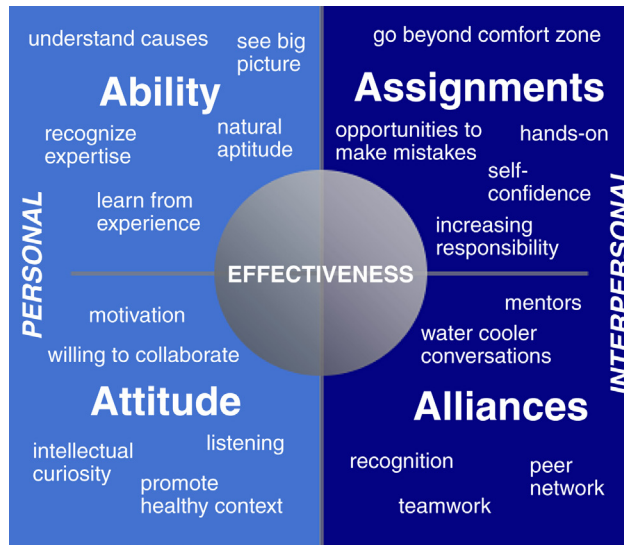 understand causes
see big
picture
Ability
recognize
expertise
natural
aptitude
learn from
experience
PERSONAL
go beyond comfort zone
Assignments
opportunities to
make mistakes
hands-on
self-
confidence
increasing
responsibility
INTERPERSONAL
EFFECTIVENESS
motivation
willing to collaborate
Attitude
intellectual
curiosity
listening
promote
healthy context
mentors
water cooler
conversations
Alliances
recognition
peer
network
teamwork